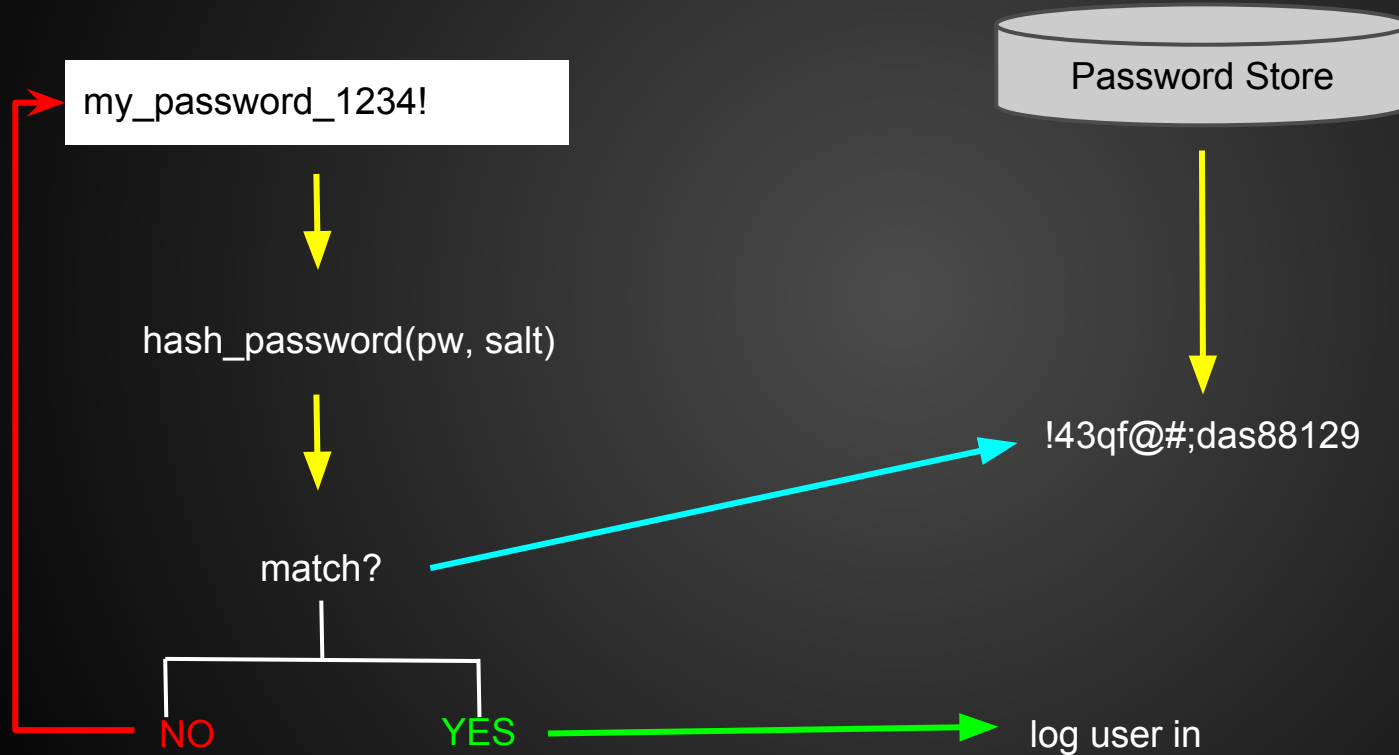 my_password_1234!
Password Store
hash_password(pw, salt)
!43qf@#;das88129
match?
NO
YES
log user in